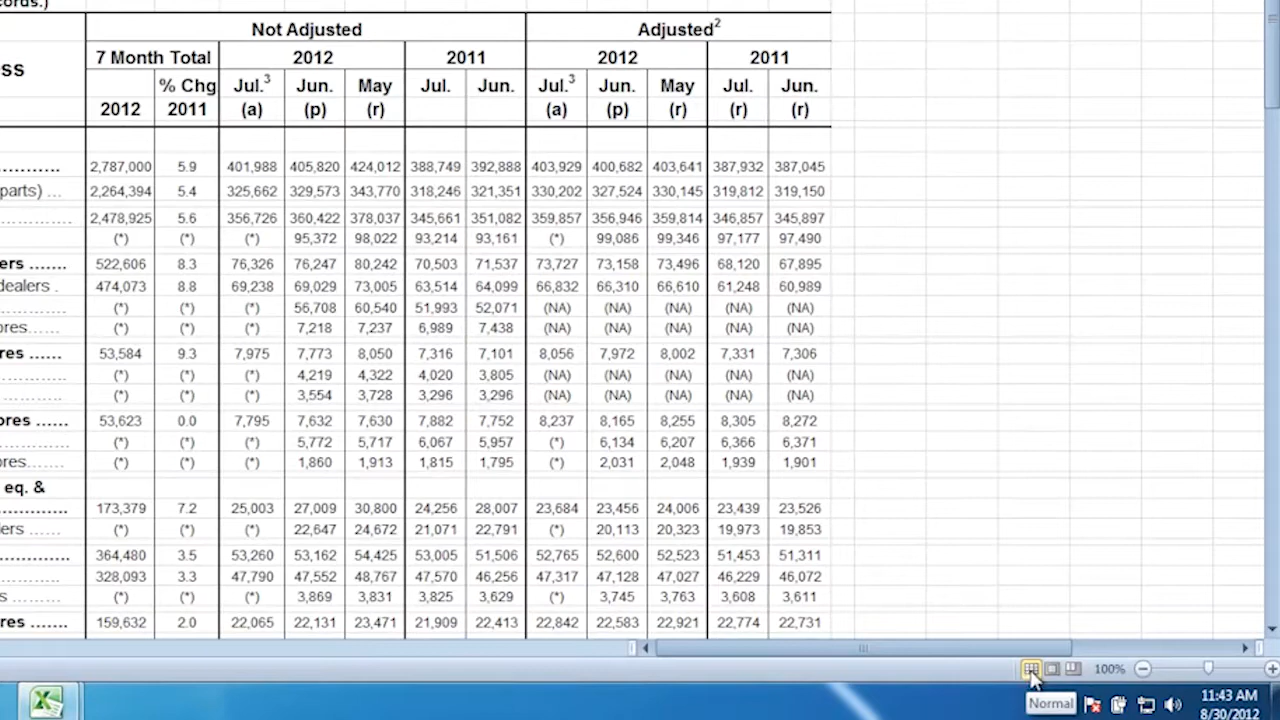 ords.)
Not Adjusted Adjusted2
ss 7 Month Total 2012 2011 2012 2011
% Chg Jul.3 Jun. May Jul. Jun. Jul.3 Jun. May Jul. Jun.
2012 2011 (a) (p) (r) (a) (p) (r) (r) (r)
............ 2,787,000 5.9 401,988 405,820 424,012 388,749 392,888 403,929 400,682 403,641 387,932 387,045
parts) ... 2,264,394 5.4 325,662 329,573 343,770 318,246 321,351 330,202 327,524 330,145 319,812 319,150
............ 2,478,925 5.6 356,726 360,422 378,037 345,661 351,082 359,857 356,946 359,814 346,857 345,897
(*) (*) (*) 95,372 98,022 93,214 93,161 (*) 99,086 99,346 97,177 97,490
ers ....... 522,606 8.3 76,326 76,247 80,242 70,503 71,537 73,727 73,158 73,496 68,120 67,895
dealers . 474,073 8.8 69,238 69,029 73,005 63,514 64,099 66,832 66,310 66,610 61,248 60,989
............ (*) (*) (*) 56,708 60,540 51,993 52,071 (NA) (NA) (NA) (NA) (NA)
ores...... (*) (*) (*) 7,218 7,237 6,989 7,438 (NA) (NA) (NA) (NA) (NA)
res ...... 53,584 9.3 7,975 7,773 8,050 7,316 7,101 8,056 7,972 8,002 7,331 7,306
............ (*) (*) (*) 4,219 4,322 4,020 3,805 (NA) (NA) (NA) (NA) (NA)
............ (*) (*) (*) 3,554 3,728 3,296 3,296 (NA) (NA) (NA) (NA) (NA)
ores ...... 53,623 0.0 7,795 7,632 7,630 7,882 7,752 8,237 8,165 8,255 8,305 8,272
............ (*) (*) (*) 5,772 5,717 6,067 5,957 (*) 6,134 6,207 6,366 6,371
ores....... (*) (*) (*) 1,860 1,913 1,815 1,795 (*) 2,031 2,048 1,939 1,901
eq. &
............ 173,379 7.2 25,003 27,009 30,800 24,256 28,007 23,684 23,456 24,006 23,439 23,526
lers ...... (*) (*) (*) 22,647 24,672 21,071 22,791 (*) 20,113 20,323 19,973 19,853
............ 364,480 3.5 53,260 53,162 54,425 53,005 51,506 52,765 52,600 52,523 51,453 51,311
............ 328,093 3.3 47,790 47,552 48,767 47,570 46,256 47,317 47,128 47,027 46,229 46,072
s ......... (*) (*) (*) 3,869 3,831 3,825 3,629 (*) 3,745 3,763 3,608 3,611
res ....... 159,632 2.0 22,065 22,131 23,471 21,909 22,413 22,842 22,583 22,921 22,774 22,731
100%
Normal
11:43 AM
8/30/2012